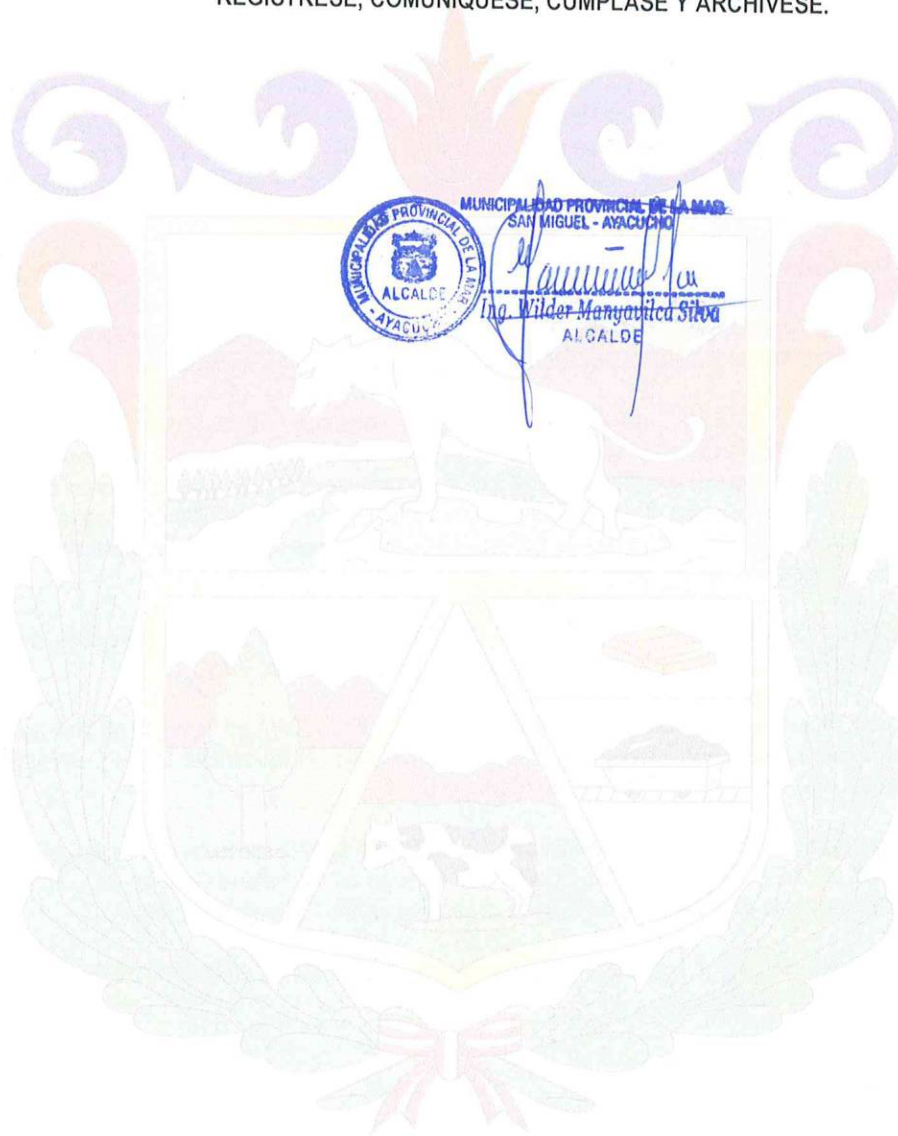 REGÍSTRESE, COMUNÍQUESE, CÚMPLASE Y ARCHÍVESE.
MUNICIPALIDAD PROVINCIAL DE LA MAR
- AYACUCHO -
ALCALDE
MUNICIPALIDAD PROVINCIAL DE LA MAR
SAN MIGUEL - AYACUCHO
Ing. Wilder Manyavilca Silva
ALCALDE